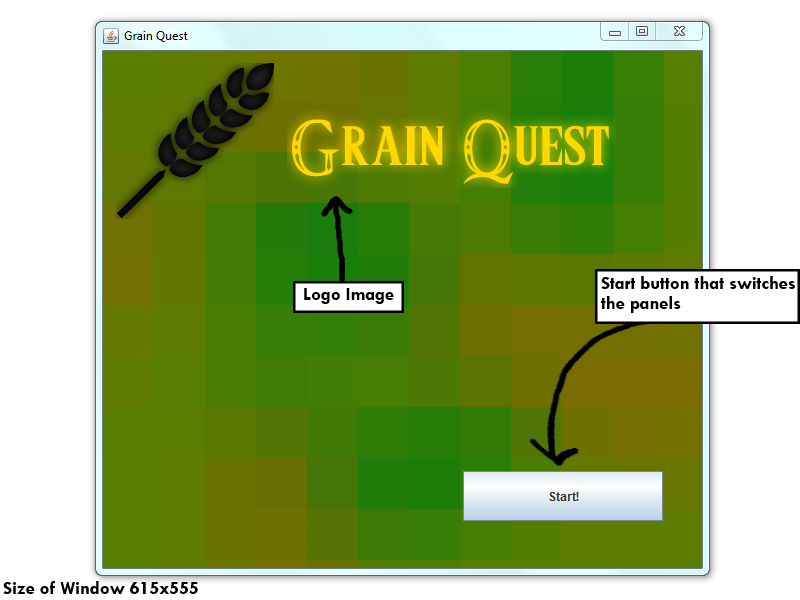 Grain Quest
Grain Quest
Logo Image
Start button that switches
the panels
Start!
Size of Window 615x555